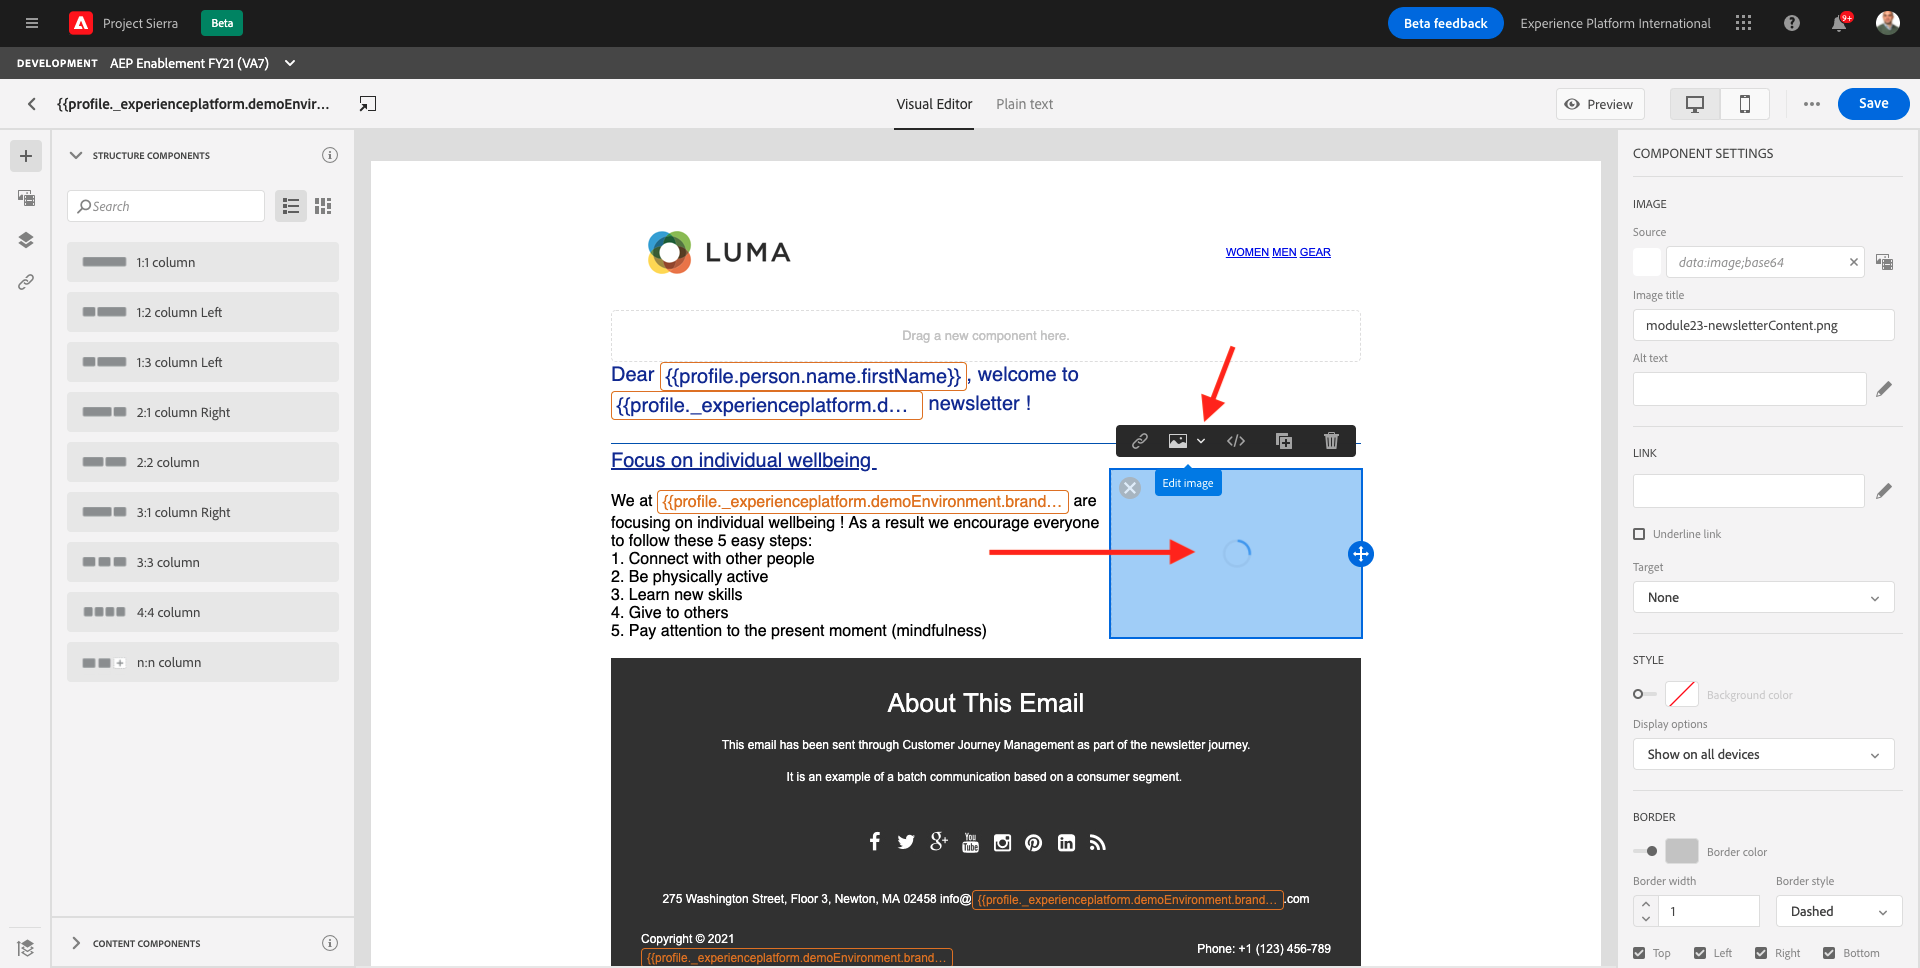 Project Sierra
Beta
Beta feedback
Experience Platform International
9+
DEVELOPMENT AEP Enablement FY21 (VA7)
{{profile._experienceplatform.demoEnvir...
Visual Editor
Plain text
Preview
Save
STRUCTURE COMPONENTS
Search
1:1 column
1:2 column Left
1:3 column Left
2:1 column Right
2:2 column
3:1 column Right
3:3 column
4:4 column
n:n column
CONTENT COMPONENTS
LUMA
WOMEN MEN GEAR
Drag a new component here.
Dear {{profile.person.name.firstName}}, welcome to
{{profile._experienceplatform.d... newsletter !
Focus on individual wellbeing
Edit image
We at {{profile._experienceplatform.demoEnvironment.brand... are
focusing on individual wellbeing ! As a result we encourage everyone
to follow these 5 easy steps:
1. Connect with other people
2. Be physically active
3. Learn new skills
4. Give to others
5. Pay attention to the present moment (mindfulness)
About This Email
This email has been sent through Customer Journey Management as part of the newsletter journey.
It is an example of a batch communication based on a consumer segment.
You Tube
275 Washington Street, Floor 3, Newton, MA 02458 info@{{profile._experienceplatform.demoEnvironment.brand....com
Copyright © 2021
{{profile._experienceplatform.demoEnvironment.brand...
Phone: +1 (123) 456-789
COMPONENT SETTINGS
IMAGE
Source
data:image;base64
Image title
module23-newsletterContent.png
Alt text
LINK
Underline link
Target
None
STYLE
Background color
Display options
Show on all devices
BORDER
Border color
Border width
Border style
1
Dashed
Top
Left
Right
Bottom